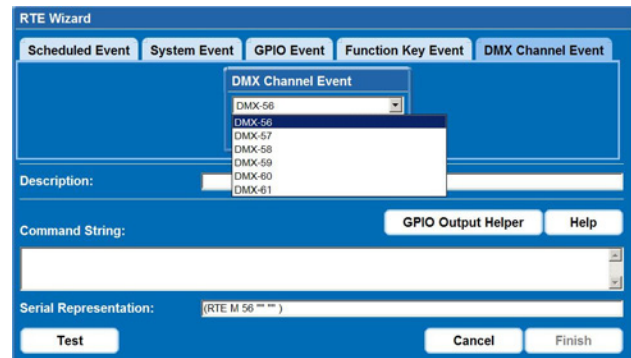 RTE Wizard
Scheduled Event System Event GPIO Event Function Key Event DMX Channel Event
DMX Channel Event
DMX-56
DMX-56
DMX-57
DMX-58
DMX-59
DMX-60
DMX-61
Description:
GPIO Output Helper Help
Command String:
Serial Representation: (RTE M 56 "" "" )
Test Cancel Finish